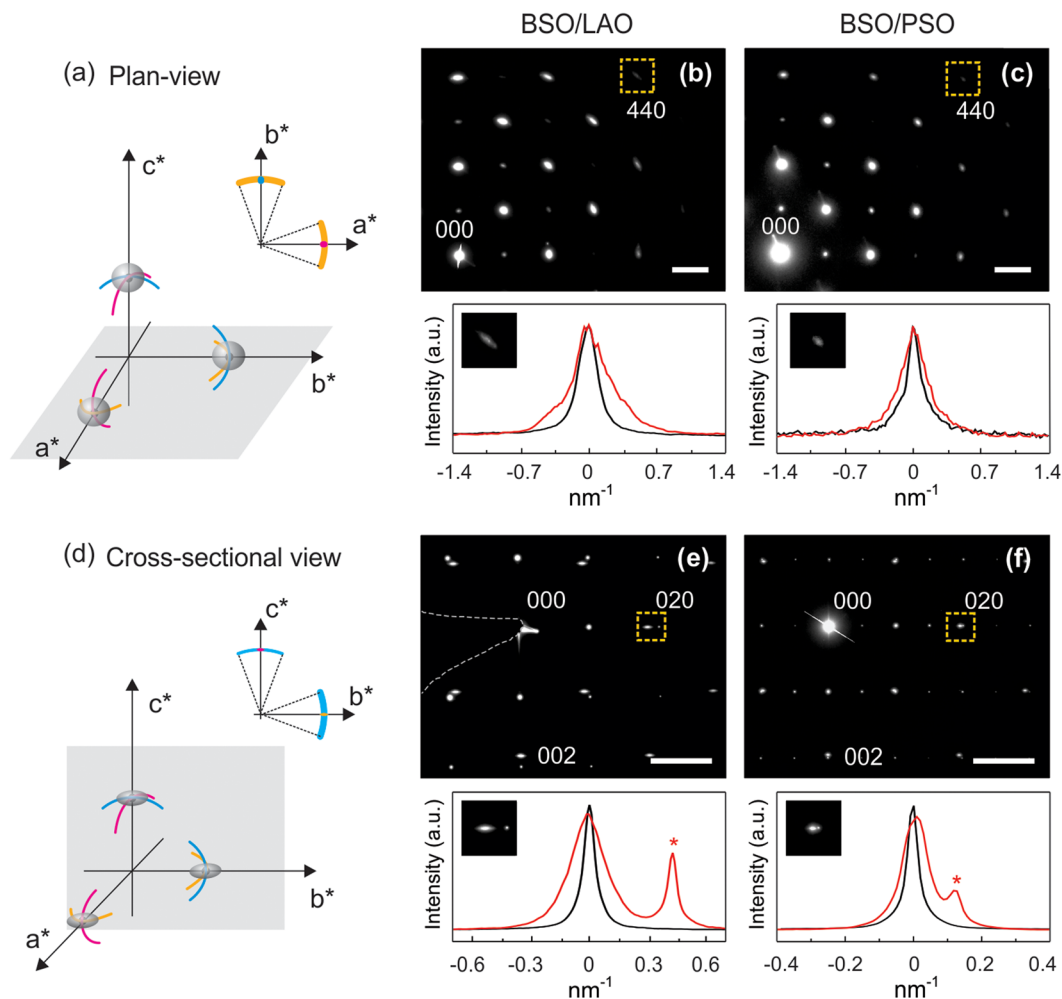 BSO/LAO
BSO/PSO
(a) Plan-view
c*
b*
a*
b*
a*
(b)
440
000
(c)
440
000
Intensity (a.u.)
-1.4 -0.7 0 0.7 1.4
nm-1
Intensity (a.u.)
-1.4 -0.7 0 0.7 1.4
nm-1
(d) Cross-sectional view
c*
b*
c*
b*
a*
(e)
000
020
002
(f)
000
020
002
Intensity (a.u.)
*
-0.6 -0.3 0 0.3 0.6
nm-1
Intensity (a.u.)
*
-0.4 -0.2 0 0.2 0.4
nm-1